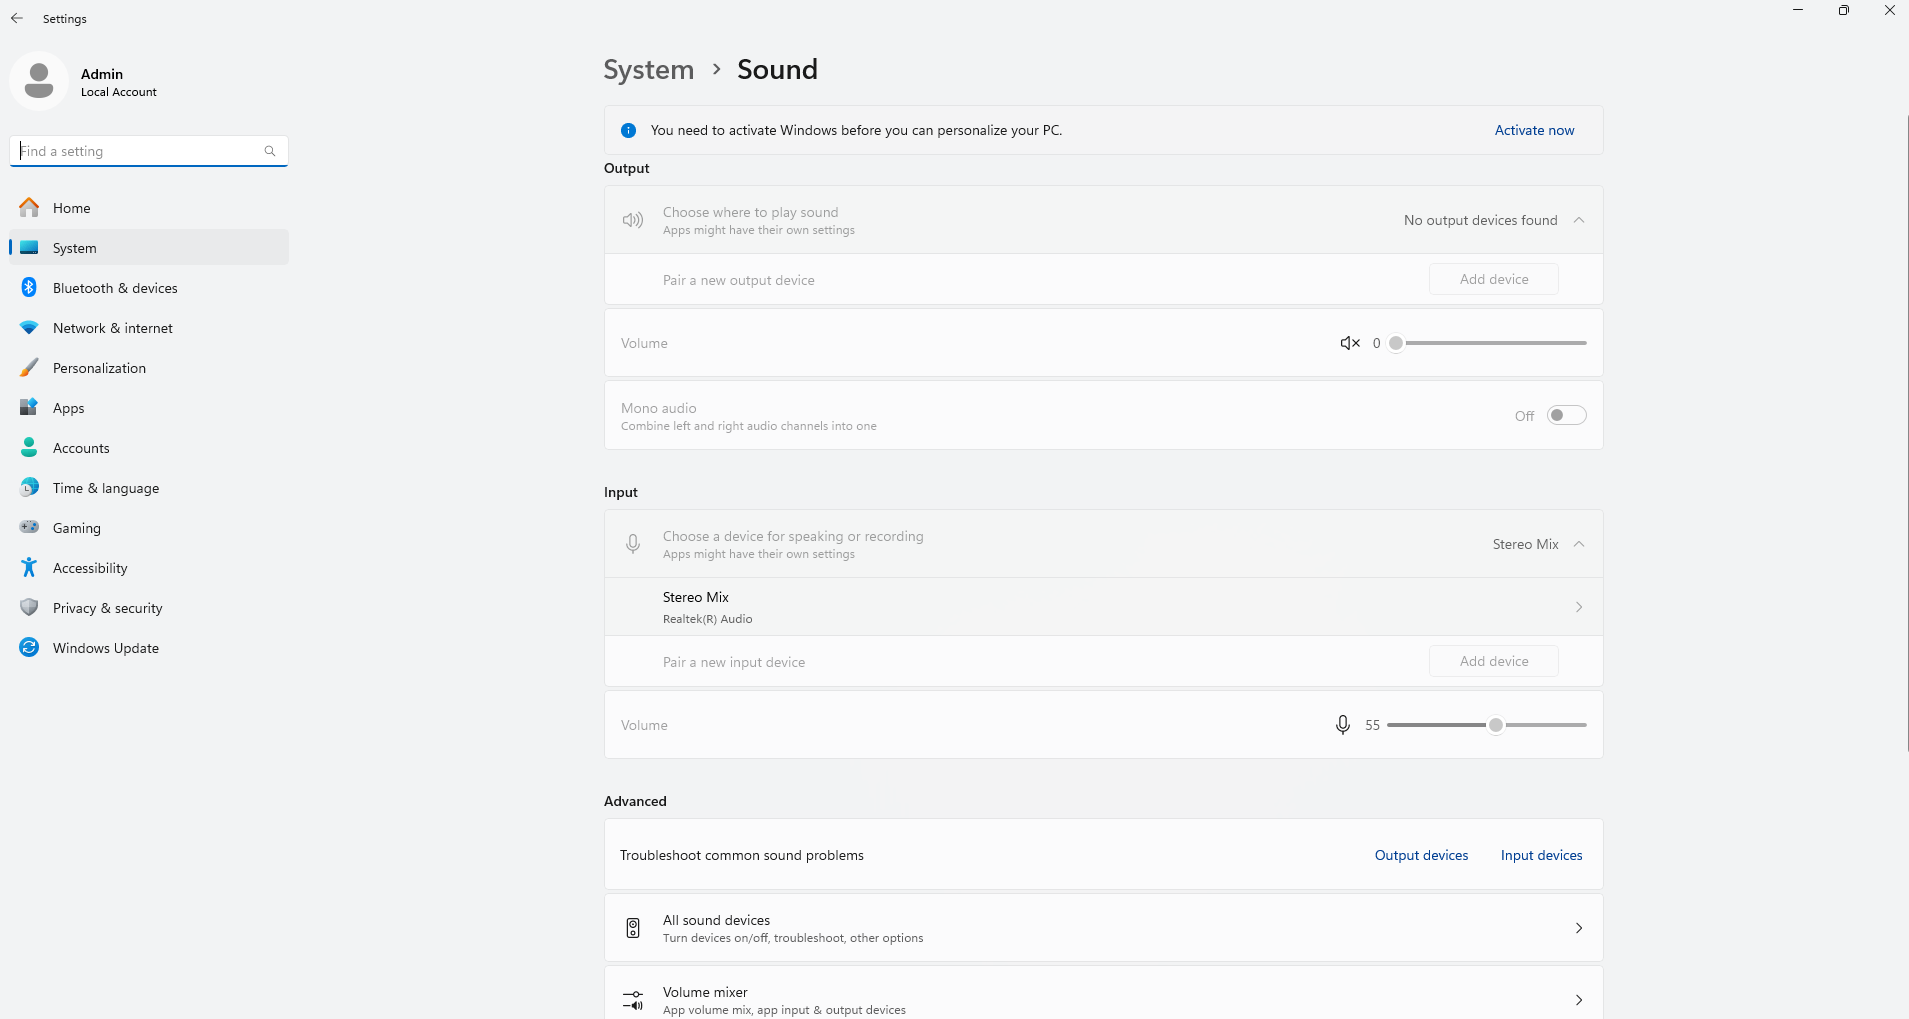 Settings
Admin
Local Account
Find a setting
Home
System
Bluetooth & devices
Network & internet
Personalization
Apps
Accounts
Time & language
Gaming
Accessibility
Privacy & security
Windows Update
System > Sound
You need to activate Windows before you can personalize your PC. Activate now
Output
Choose where to play sound
Apps might have their own settings
No output devices found
Pair a new output device
Add device
Volume
0
Mono audio
Combine left and right audio channels into one
Off
Input
Choose a device for speaking or recording
Apps might have their own settings
Stereo Mix
Stereo Mix
Realtek(R) Audio
Pair a new input device
Add device
Volume
55
Advanced
Troubleshoot common sound problems
Output devices
Input devices
All sound devices
Turn devices on/off, troubleshoot, other options
Volume mixer
App volume mix, app input & output devices